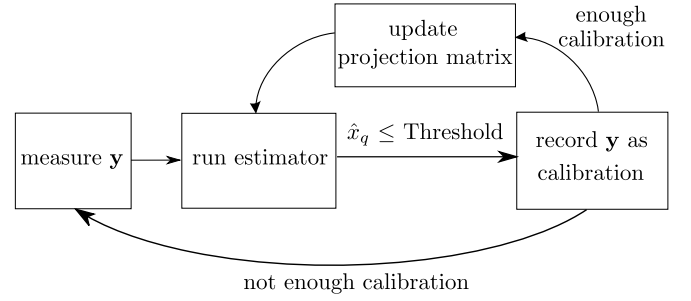 enough
calibration
update
projection matrix
measure y
run estimator
x̂_q ≤ Threshold
record y as
calibration
not enough calibration